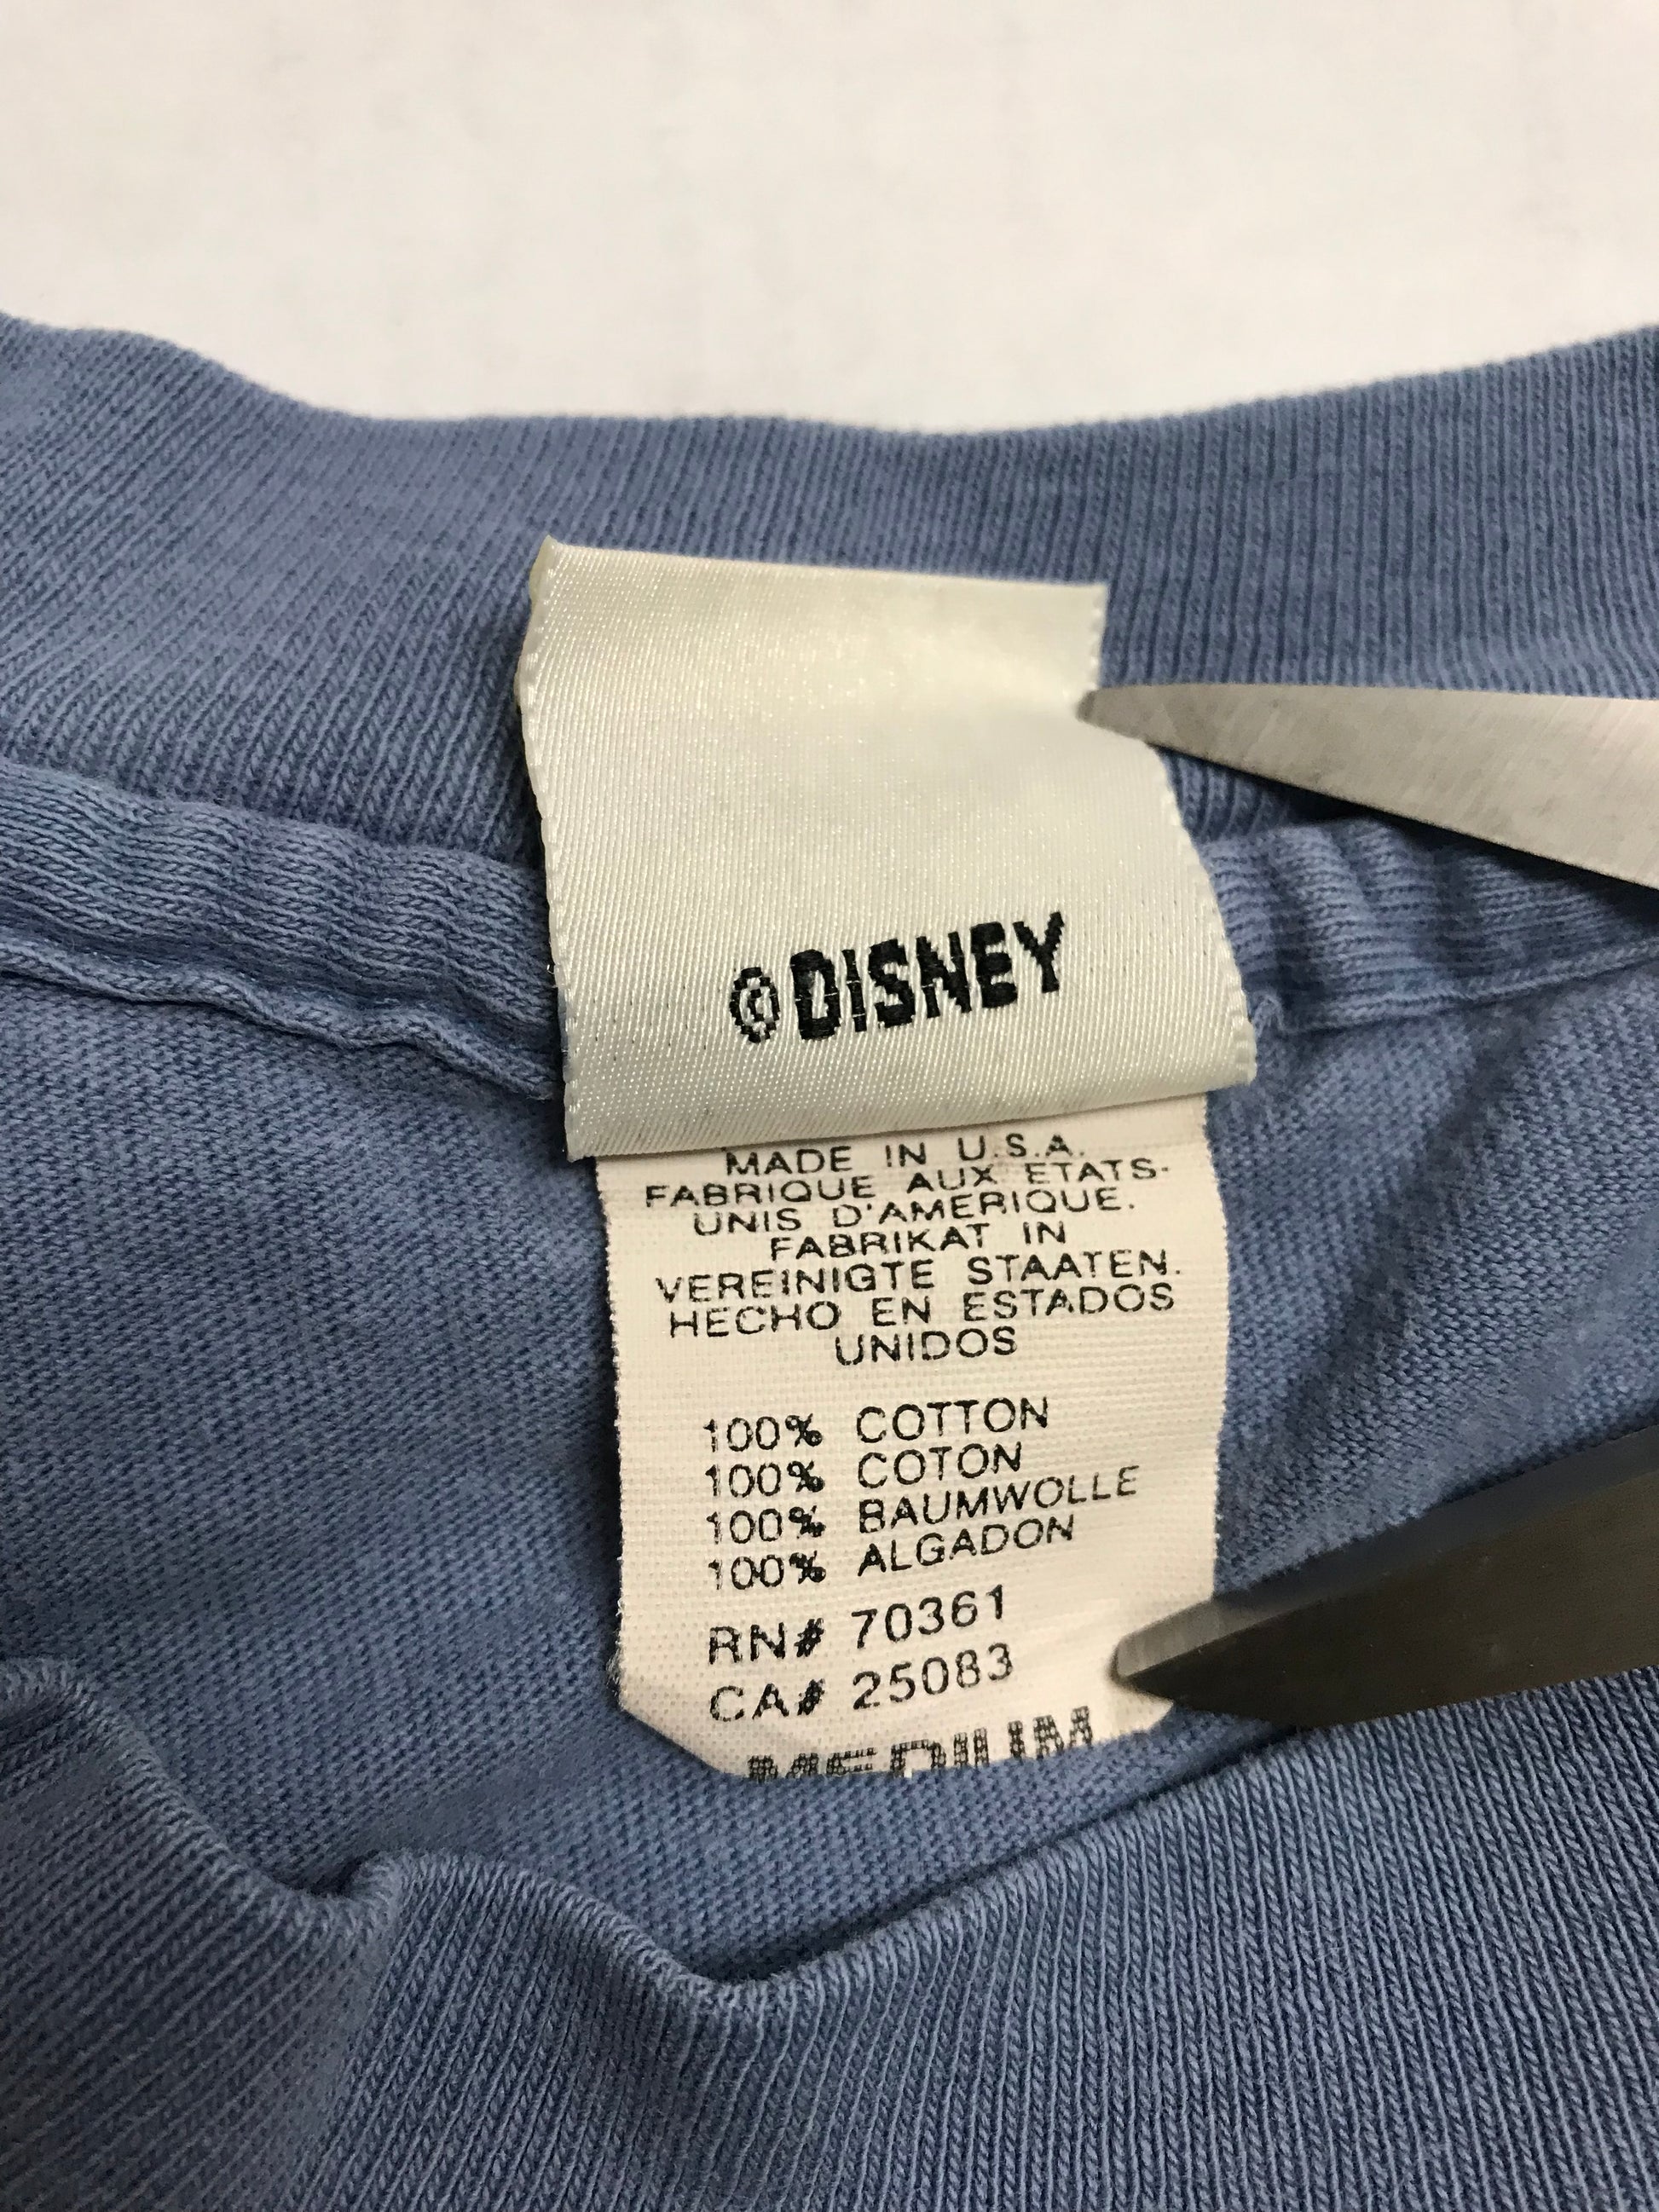 ©DISNEY
MADE IN U.S.A.
FABRIQUE AUX ETATS-
UNIS D'AMERIQUE.
FABRIKAT IN
VEREINIGTE STAATEN.
HECHO EN ESTADOS
UNIDOS
100% COTTON
100% COTON
100% BAUMWOLLE
100% ALGADON
RN# 70361
CA# 25083
MEDIUM